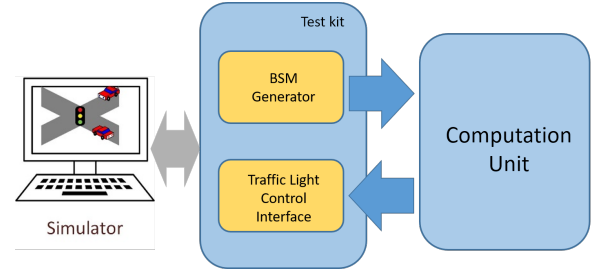 Test kit
BSM
Generator
Traffic Light
Control
Interface
Computation
Unit
Simulator